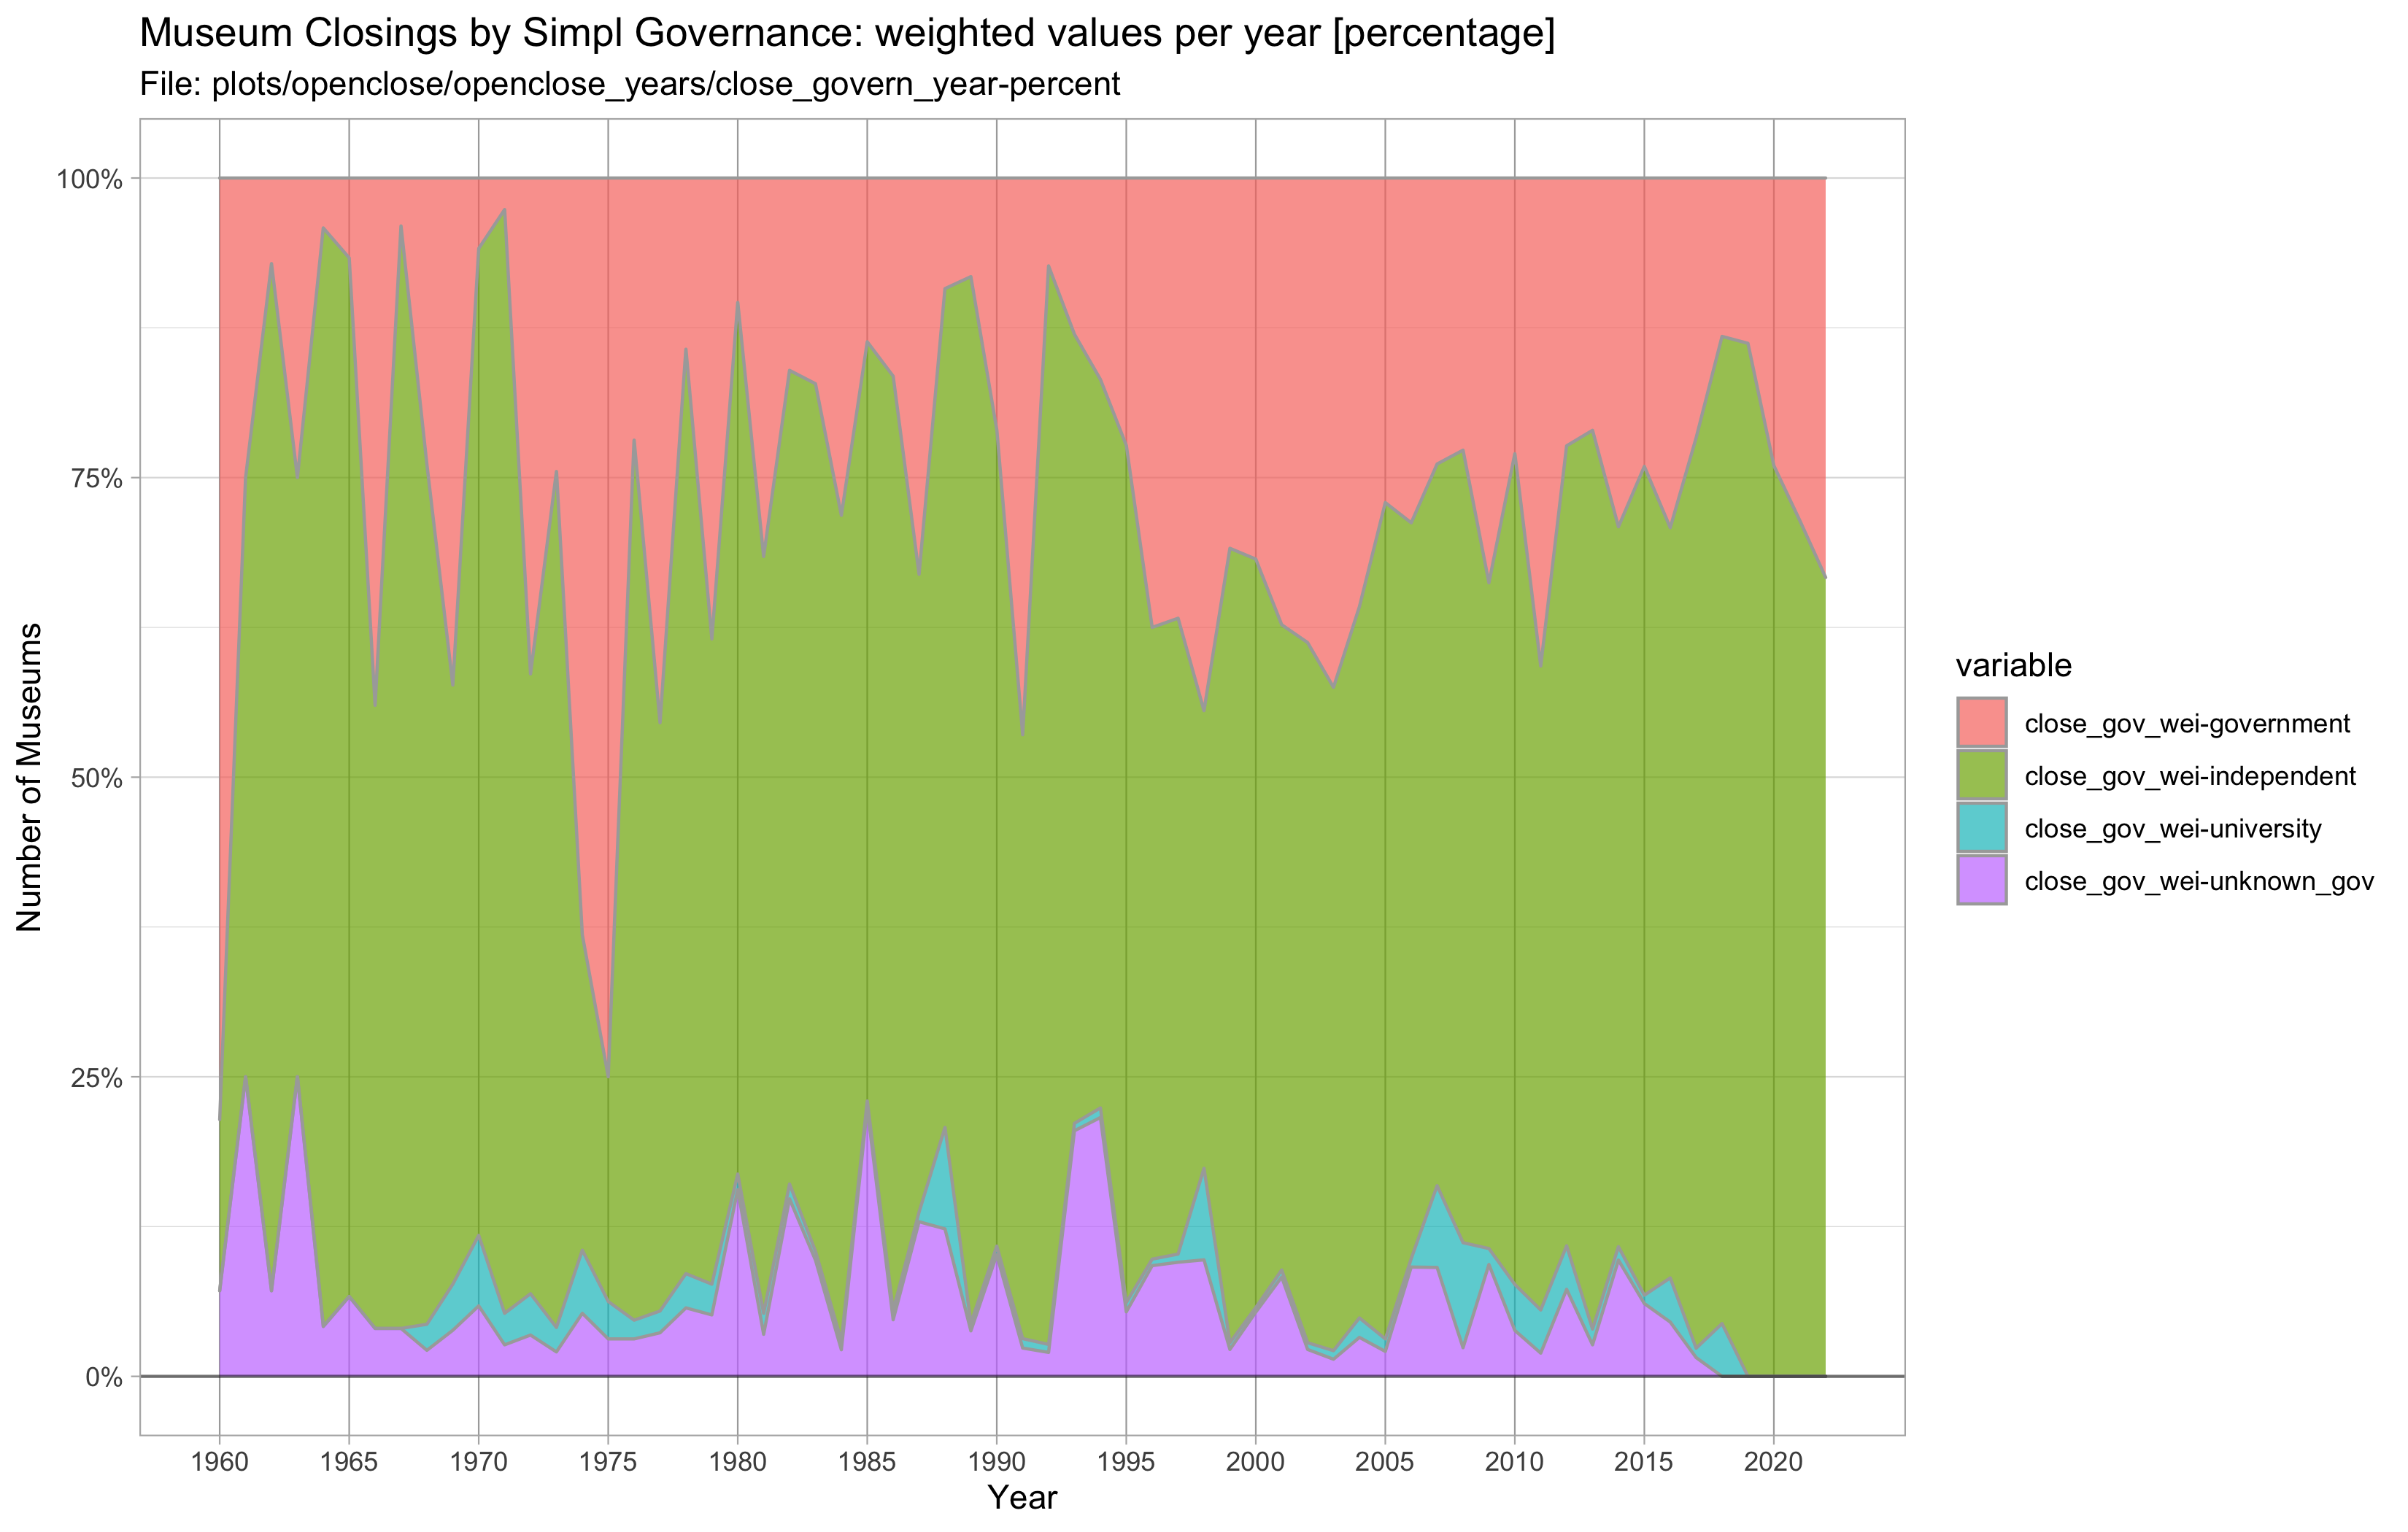 Museum Closings by Simpl Governance: weighted values per year [percentage]
File: plots/openclose/openclose_years/close_govern_year-percent
Number of Museums
100%
75%
50%
25%
0%
1960 1965 1970 1975 1980 1985 1990 1995 2000 2005 2010 2015 2020
Year
variable
close_gov_wei-government
close_gov_wei-independent
close_gov_wei-university
close_gov_wei-unknown_gov